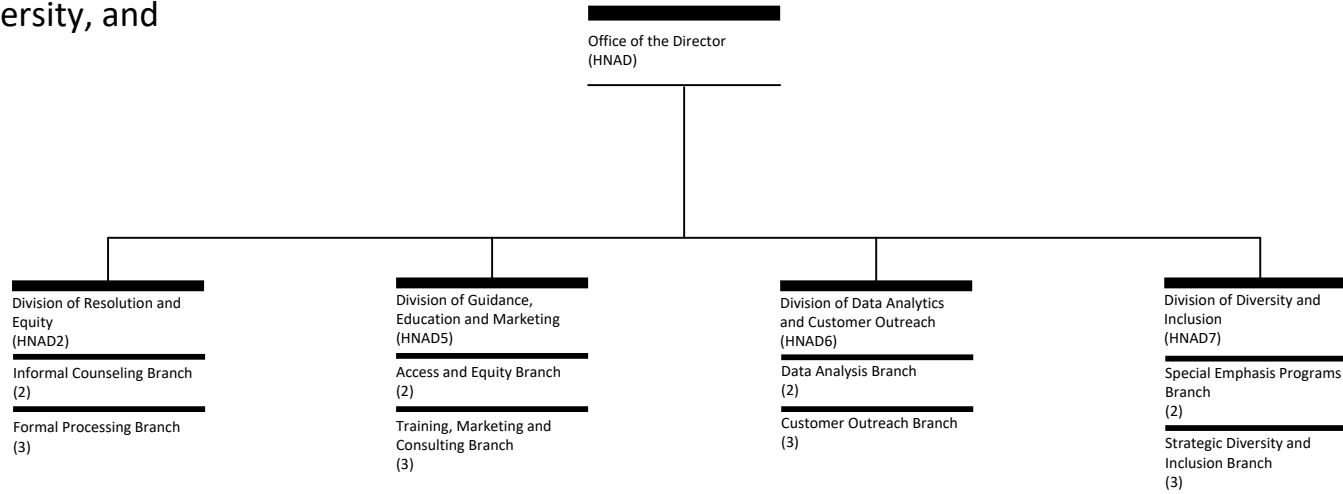 ersity, and
Office of the Director
(HNAD)
Division of Resolution and
Equity
(HNAD2)
Informal Counseling Branch
(2)
Formal Processing Branch
(3)
Division of Guidance,
Education and Marketing
(HNAD5)
Access and Equity Branch
(2)
Training, Marketing and
Consulting Branch
(3)
Division of Data Analytics
and Customer Outreach
(HNAD6)
Data Analysis Branch
(2)
Customer Outreach Branch
(3)
Division of Diversity and
Inclusion
(HNAD7)
Special Emphasis Programs
Branch
(2)
Strategic Diversity and
Inclusion Branch
(3)